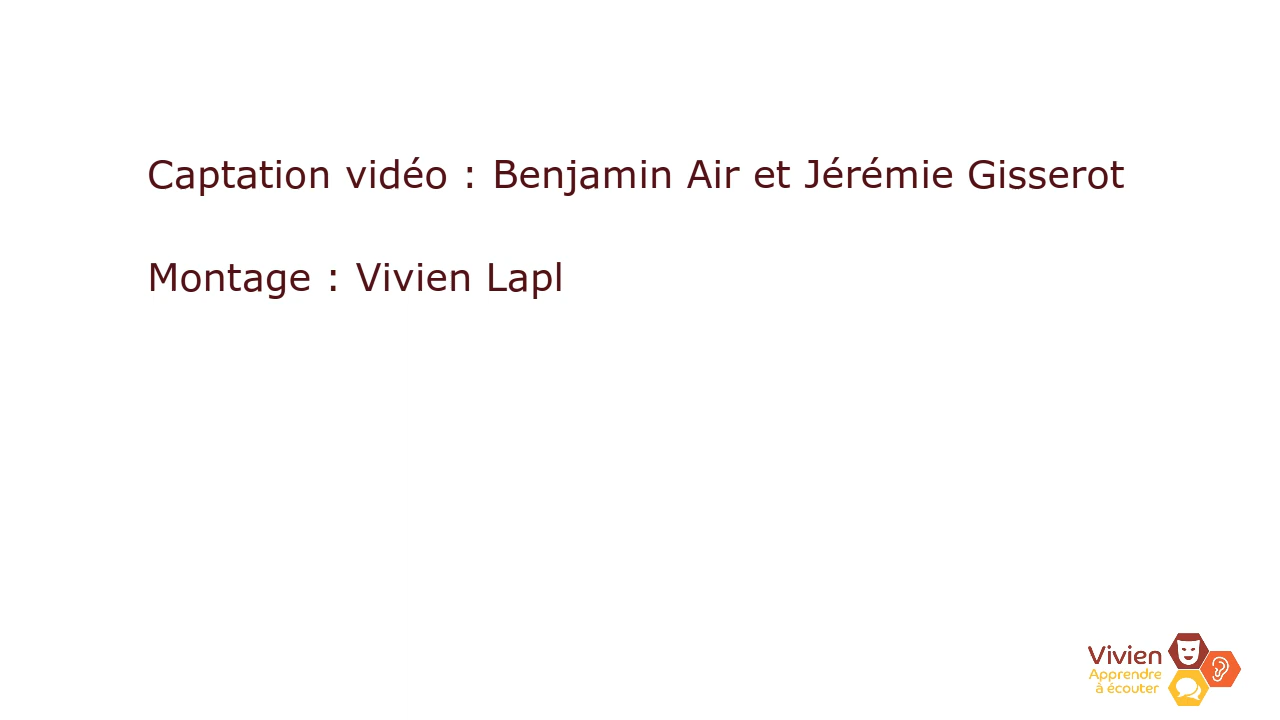 Captation vidéo : Benjamin Air et Jérémie Gisserot
Montage : Vivien Lapl
Vivien
Apprendre
à écouter